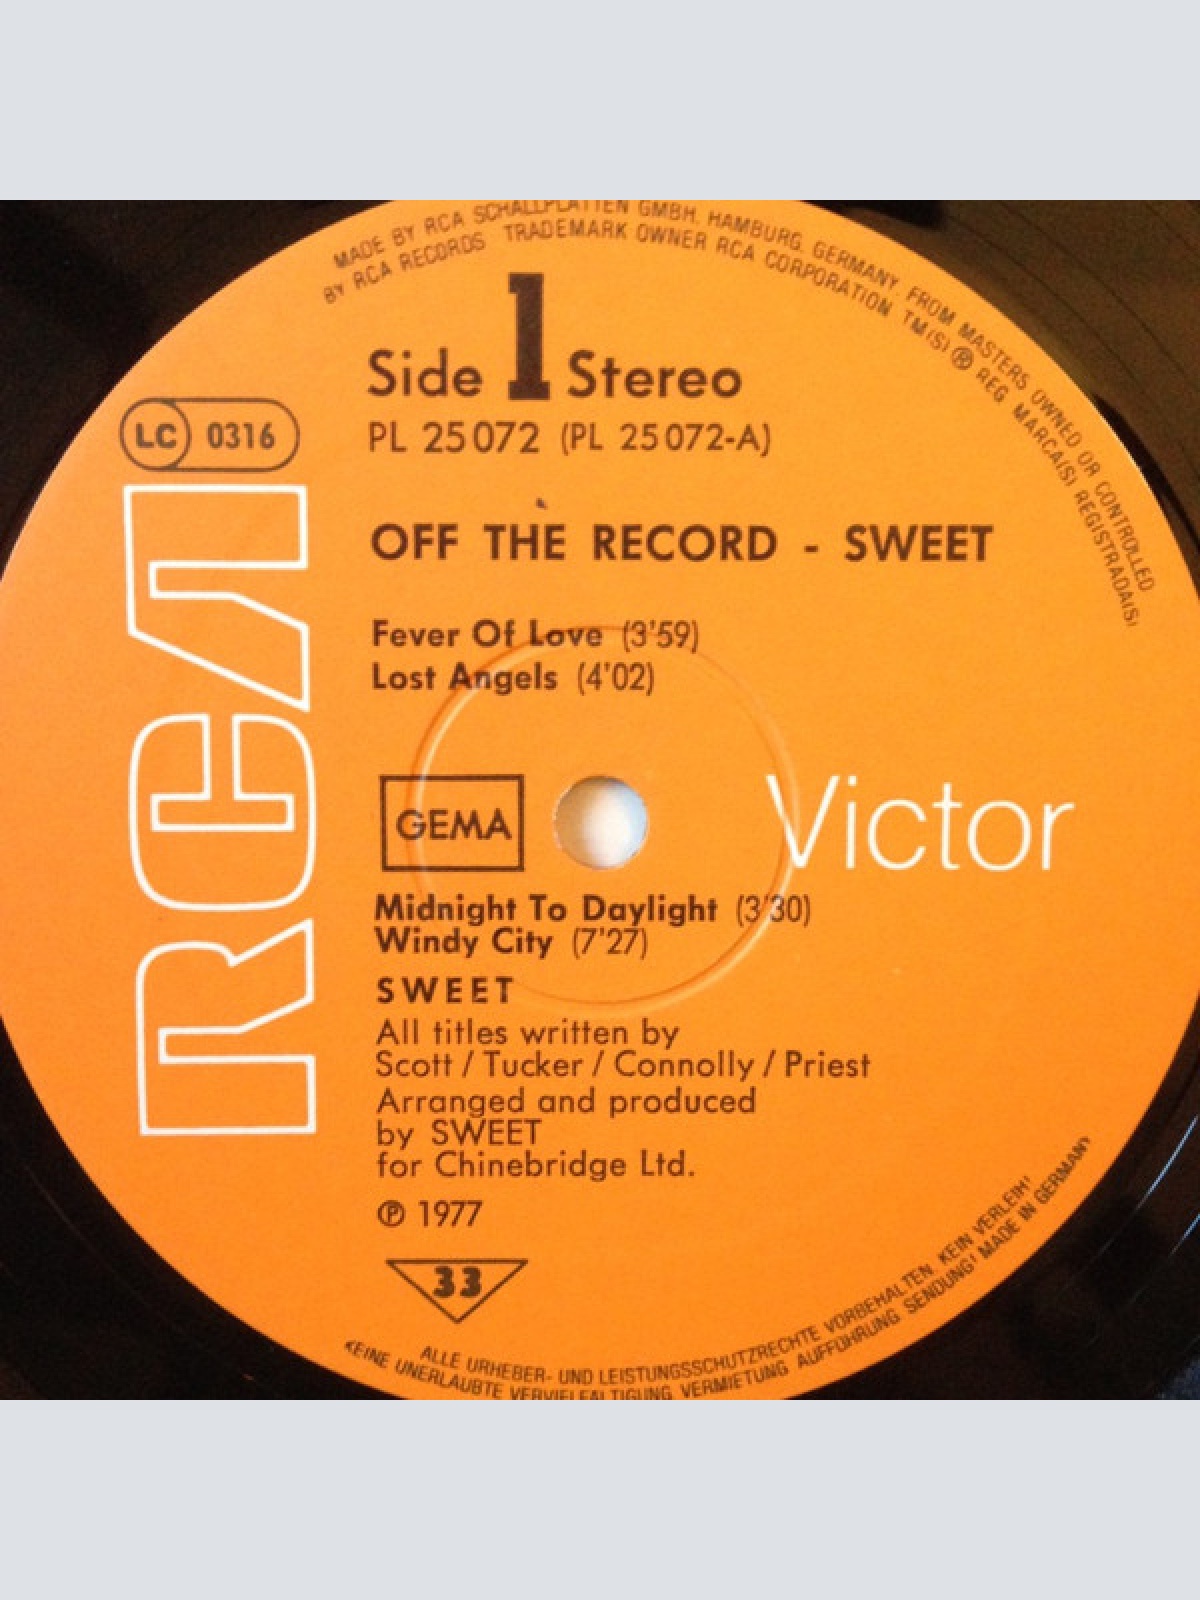 MADE BY RCA SCHALLPLATTEN GMBH. HAMBURG. GERMANY. FROM MASTERS OWNED OR CONTROLLED
BY RCA RECORDS TRADEMARK OWNER RCA CORPORATION TM(S) ® REG MARCA(S) REGISTRADA(S)
Side 1 Stereo
LC 0316
PL 25072 (PL 25072-A)
OFF THE RECORD - SWEET
Fever Of Love (3'59)
Lost Angels (4'02)
RCA
GEMA
Victor
Midnight To Daylight (3'30)
Windy City (7'27)
SWEET
All titles written by
Scott / Tucker / Connolly / Priest
Arranged and produced
by SWEET
for Chinebridge Ltd.
℗ 1977
33
ALLE URHEBER- UND LEISTUNGSSCHUTZRECHTE VORBEHALTEN. KEIN VERLEIH!
KEINE UNERLAUBTE VERVIELFALTIGUNG, VERMIETUNG, AUFFÜHRUNG, SENDUNG! MADE IN GERMANY